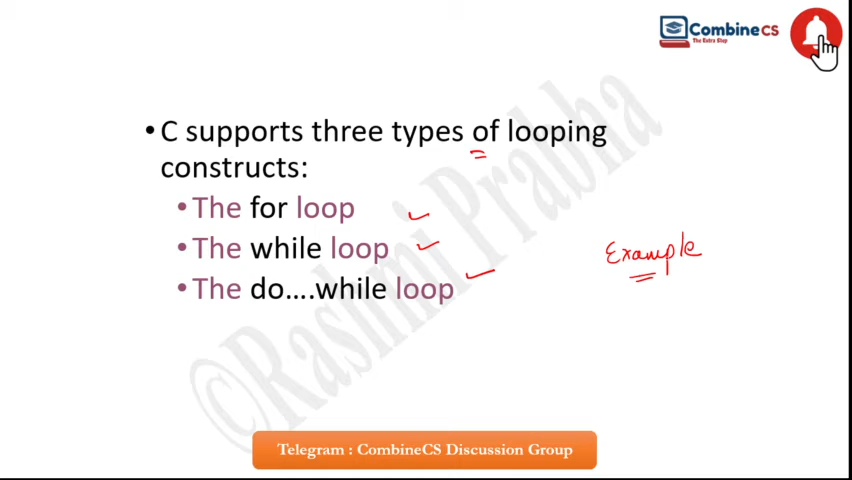 CombineCS
The Extra Step
• C supports three types of looping
constructs:
• The for loop
• The while loop
• The do....while loop
Example
©Rashmi Prabha
Telegram : CombineCS Discussion Group